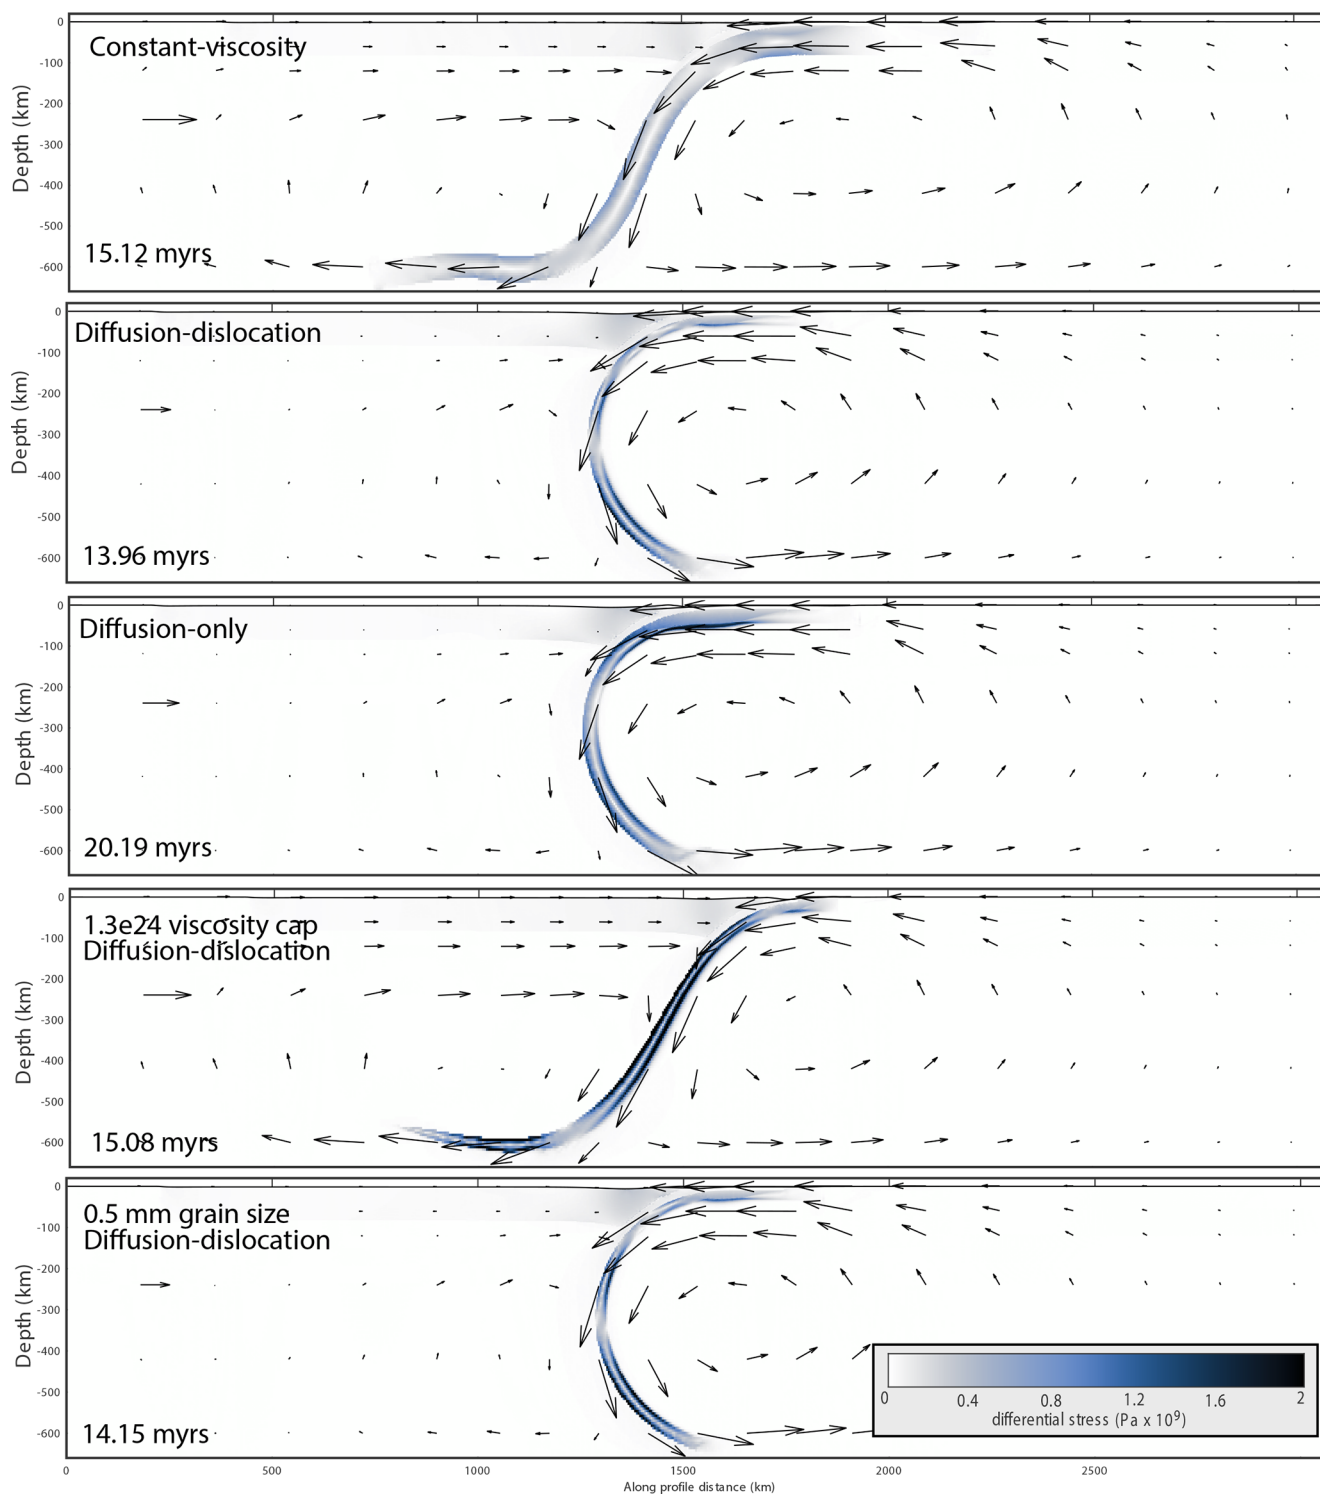 Constant-viscosity
0
-100
-200
-300
-400
-500
-600
Depth (km)
15.12 myrs
Diffusion-dislocation
0
-100
-200
-300
-400
-500
-600
Depth (km)
13.96 myrs
Diffusion-only
0
-100
-200
-300
-400
-500
-600
Depth (km)
20.19 myrs
1.3e24 viscosity cap
Diffusion-dislocation
0
-100
-200
-300
-400
-500
-600
Depth (km)
15.08 myrs
0.5 mm grain size
Diffusion-dislocation
0
-100
-200
-300
-400
-500
-600
Depth (km)
14.15 myrs
0 0.4 0.8 1.2 1.6 2
differential stress (Pa x 10⁹)
0 500 1000 1500 2000 2500
Along profile distance (km)